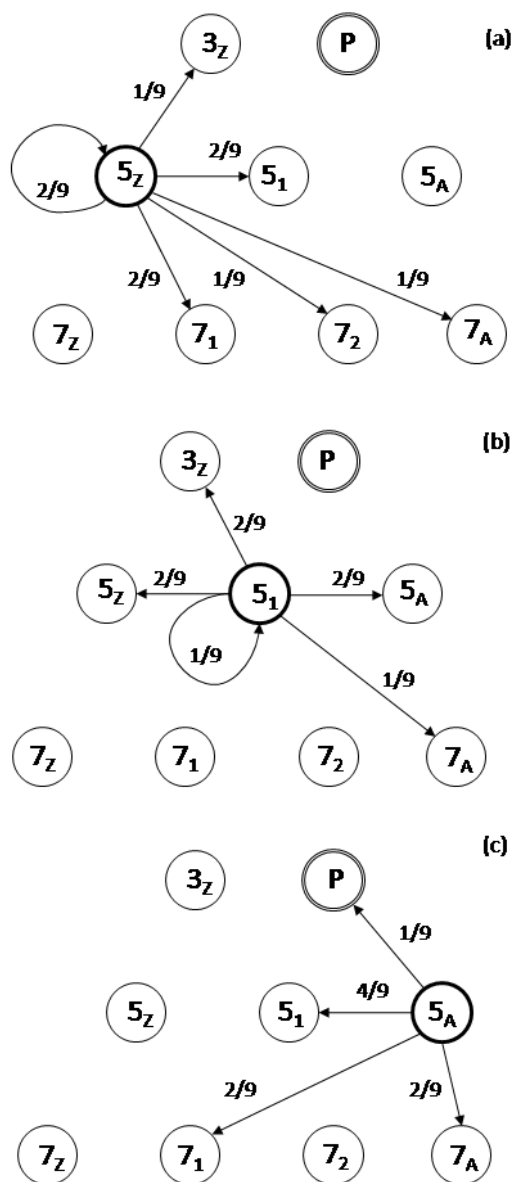 3Z P (a)
1/9
2/9 5Z 2/9 51 5A
2/9 1/9 1/9
7Z 71 72 7A
3Z P (b)
2/9
5Z 2/9 51 2/9 5A
1/9 1/9
7Z 71 72 7A
3Z P (c)
1/9
5Z 51 4/9 5A
2/9 2/9
7Z 71 72 7A